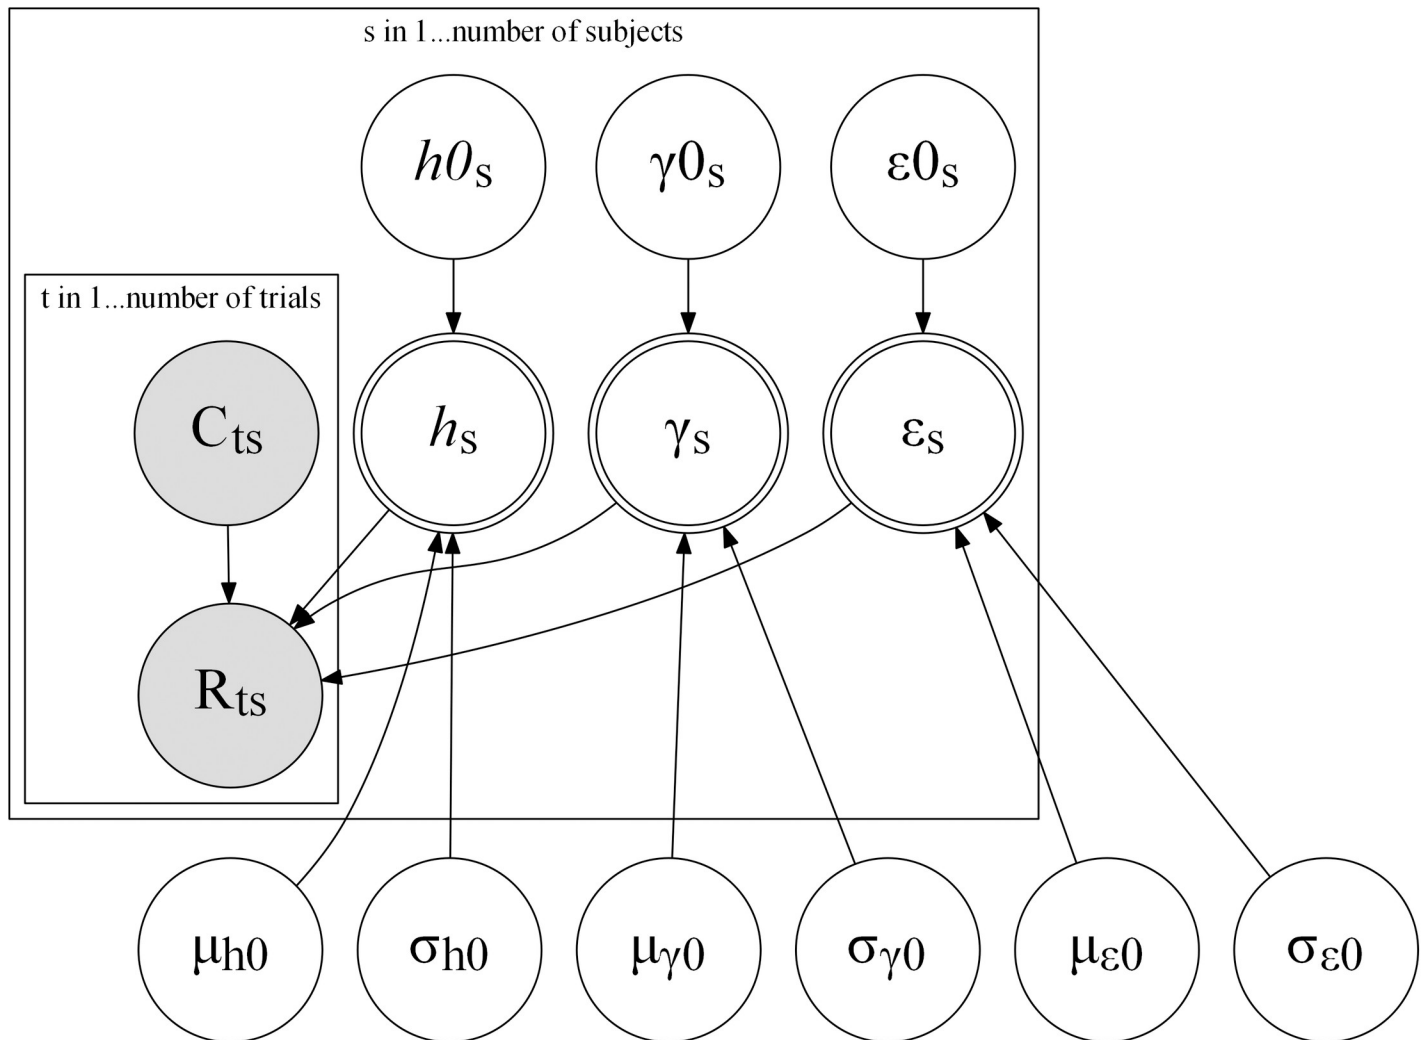 s in 1...number of subjects
h0s
γ0s
ε0s
t in 1...number of trials
Cts
hs
γs
εs
Rts
μh0
σh0
μγ0
σγ0
με0
σε0